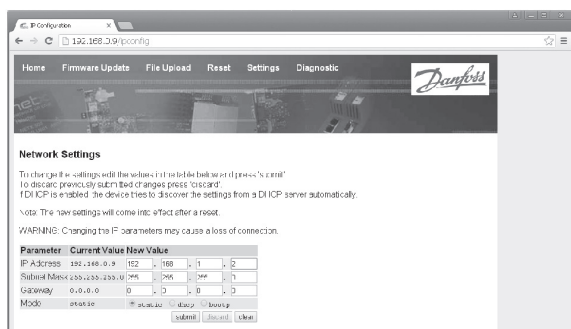 IP Configuration
192.168.0.9/ipconfig
Home Firmware Update File Upload Reset Settings Diagnostic
Danfoss
Network Settings
To change the settings edit the values in the table below and press 'submit'.
To discard previously submitted changes press 'discard'.
If DHCP is enabled, the device tries to discover the settings from a DHCP server automatically.
Note: The new settings will come into effect after a reset.
WARNING: Changing the IP parameters may cause a loss of connection.
Parameter Current Value New Value
IP Address 192.168.0.9 192 . 168 . 1 . 2
Subnet Mask 255.255.255.0 255 . 255 . 255 . 0
Gateway 0.0.0.0 0 . 0 . 0 . 0
Mode static static dhcp bootp
submit discard clear